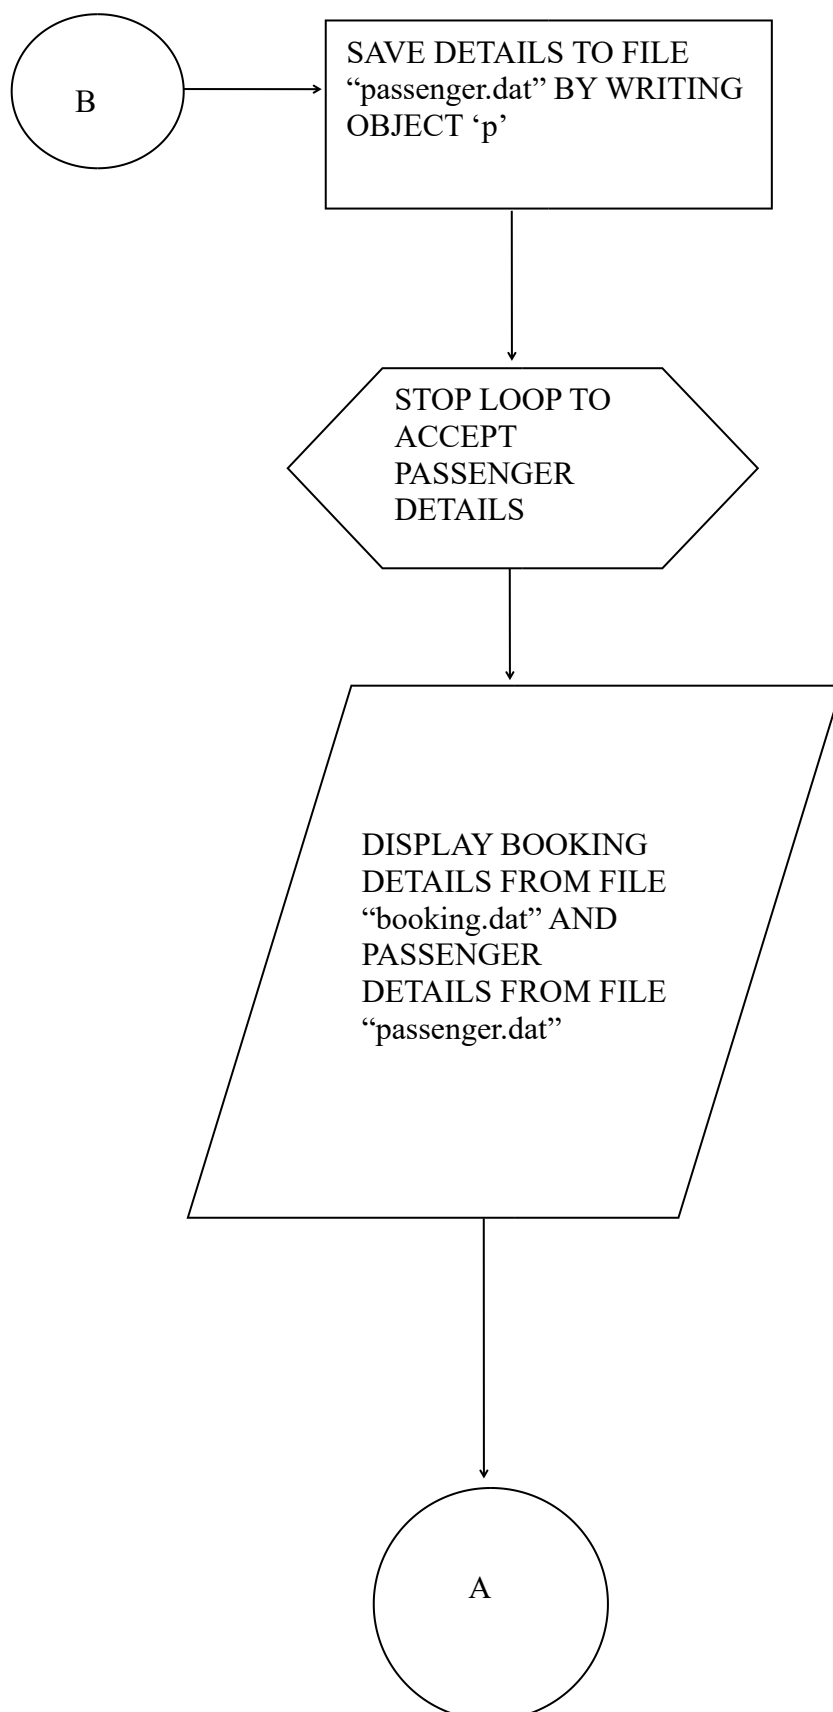 B
SAVE DETAILS TO FILE
“passenger.dat” BY WRITING
OBJECT ‘p’
STOP LOOP TO
ACCEPT
PASSENGER
DETAILS
DISPLAY BOOKING
DETAILS FROM FILE
“booking.dat” AND
PASSENGER
DETAILS FROM FILE
“passenger.dat”
A